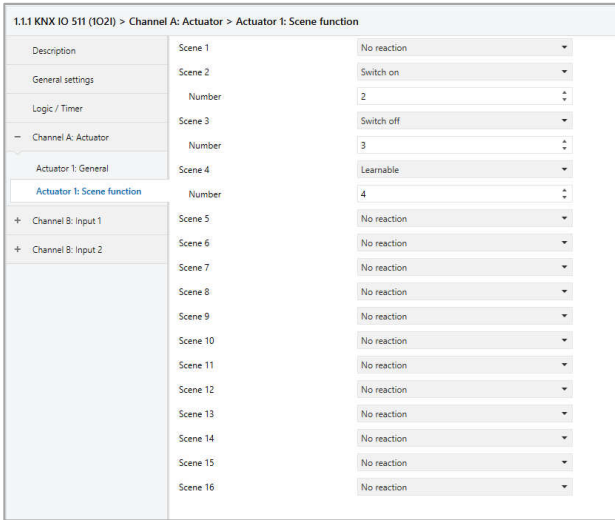 1.1.1 KNX IO 511 (1O2I) > Channel A: Actuator > Actuator 1: Scene function
Description
General settings
Logic / Timer
− Channel A: Actuator
Actuator 1: General
Actuator 1: Scene function
+ Channel B: Input 1
+ Channel B: Input 2
Scene 1 No reaction
Scene 2 Switch on
Number 2
Scene 3 Switch off
Number 3
Scene 4 Learnable
Number 4
Scene 5 No reaction
Scene 6 No reaction
Scene 7 No reaction
Scene 8 No reaction
Scene 9 No reaction
Scene 10 No reaction
Scene 11 No reaction
Scene 12 No reaction
Scene 13 No reaction
Scene 14 No reaction
Scene 15 No reaction
Scene 16 No reaction